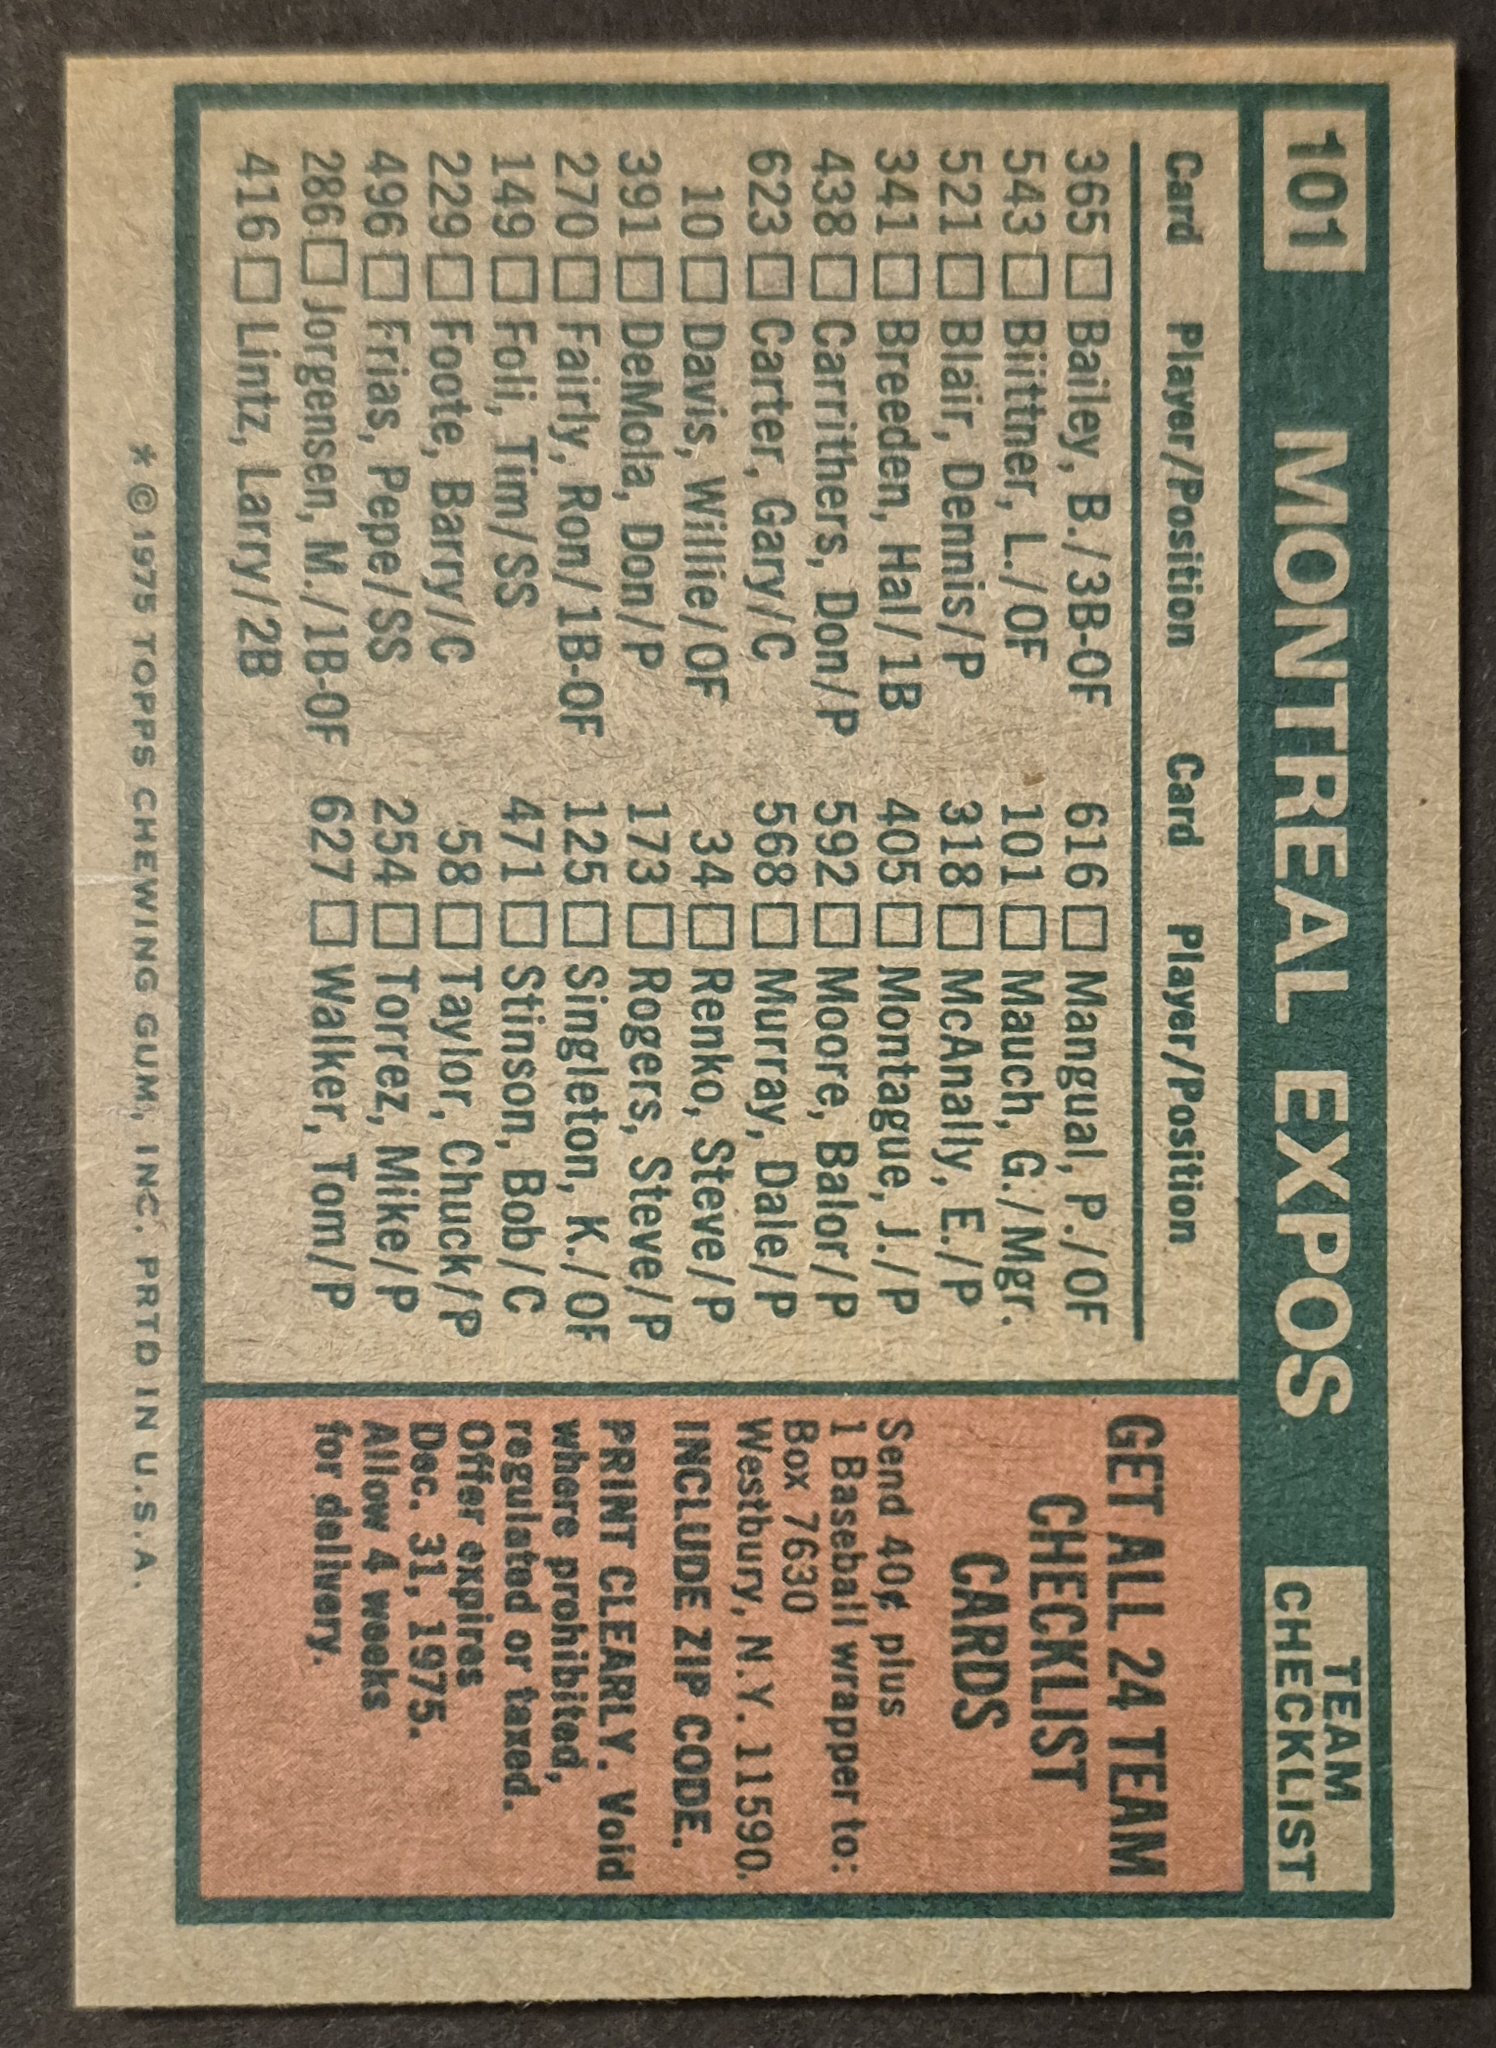 101 MONTREAL EXPOS TEAM CHECKLIST
Card Player/Position Card Player/Position
365 Bailey, B./3B-OF
543 Biittner, L./OF
521 Blair, Dennis/P
341 Breeden, Hal/1B
438 Carrithers, Don/P
623 Carter, Gary/C
10 Davis, Willie/OF
391 DeMola, Don/P
270 Fairly, Ron/1B-OF
149 Foli, Tim/SS
229 Foote, Barry/C
496 Frias, Pepe/SS
286 Jorgensen, M./1B-OF
416 Lintz, Larry/2B
616 Mangual, P./OF
101 Mauch, G./Mgr.
318 McAnally, E./P
405 Montague, J./P
592 Moore, Balor/P
568 Murray, Dale/P
34 Renko, Steve/P
173 Rogers, Steve/P
125 Singleton, K./OF
471 Stinson, Bob/C
58 Taylor, Chuck/P
254 Torrez, Mike/P
627 Walker, Tom/P
GET ALL 24 TEAM
CHECKLIST
CARDS
Send 40¢ plus
1 Baseball wrapper to:
Box 7630
Westbury, N.Y. 11590.
INCLUDE ZIP CODE.
PRINT CLEARLY. Void
where prohibited,
regulated or taxed.
Offer expires
Dec. 31, 1975.
Allow 4 weeks
for delivery.
* © 1975 TOPPS CHEWING GUM, INC. PRTD IN U.S.A.